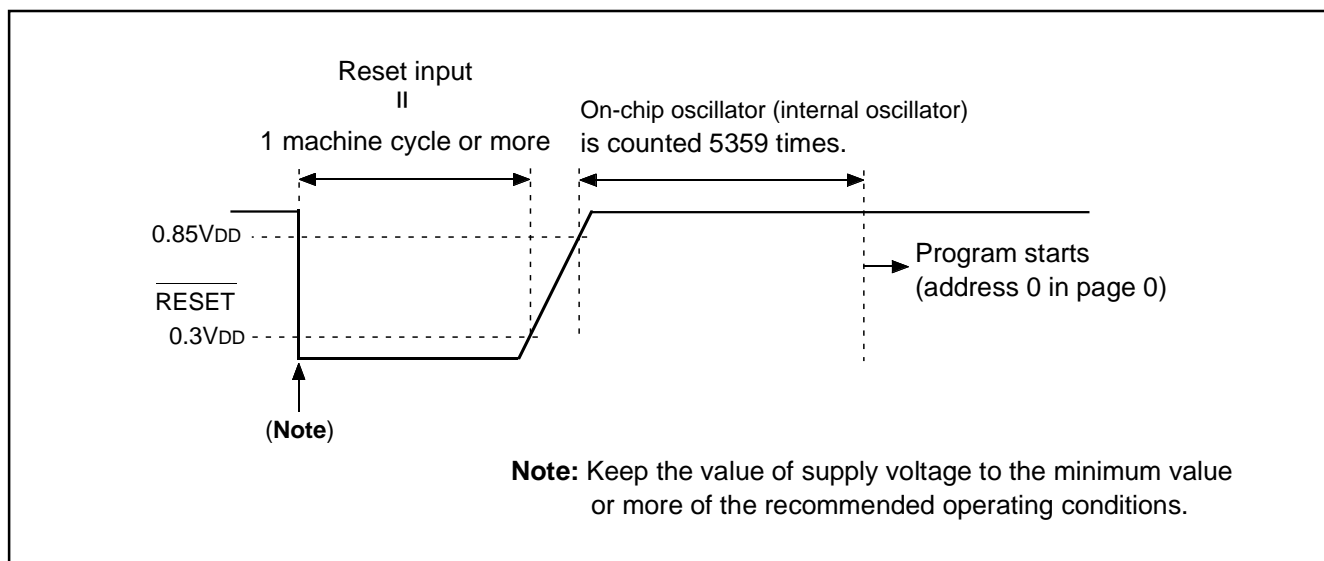 Reset input
=
1 machine cycle or more
On-chip oscillator (internal oscillator)
is counted 5359 times.
0.85VDD
RESET
0.3VDD
Program starts
(address 0 in page 0)
(Note)
Note: Keep the value of supply voltage to the minimum value
or more of the recommended operating conditions.